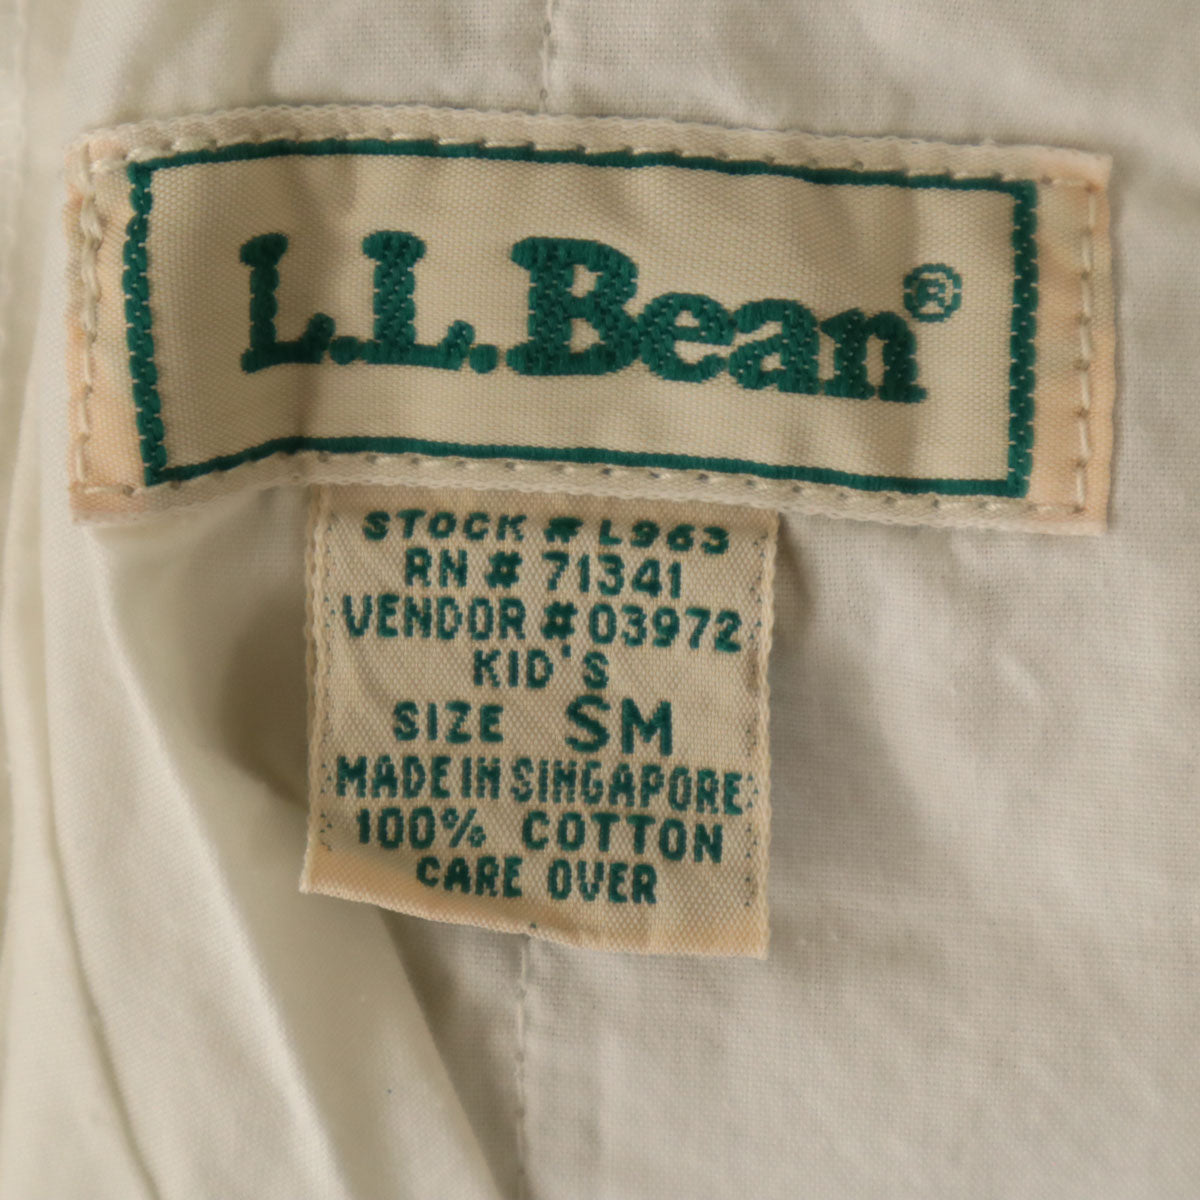 L.L.Bean®
STOCK # L963
RN # 71341
VENDOR # 03972
KID'S
SIZE SM
MADE IN SINGAPORE
100% COTTON
CARE OVER